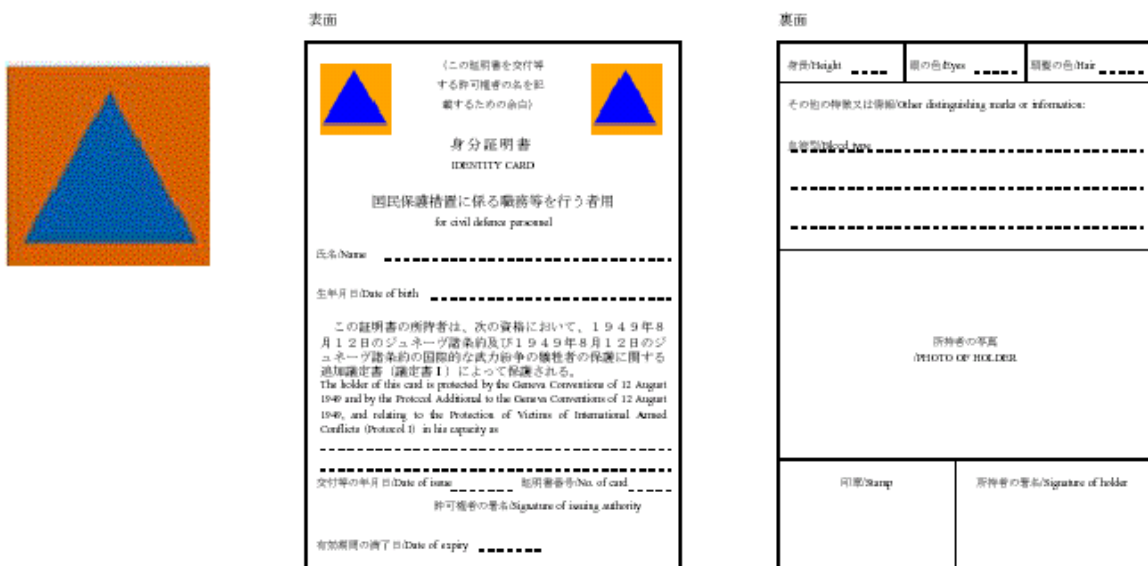 表面
(この証明書を交付等
する許可権者の名を記
載するための余白)
身分証明書
IDENTITY CARD
国民保護措置に係る職務等を行う者用
for civil defence personnel
氏名/Name
生年月日/Date of birth
この証明書の所持者は、次の資格において、1949年8
月12日のジュネーヴ諸条約及び1949年8月12日のジ
ュネーヴ諸条約の国際的な武力紛争の犠牲者の保護に関する
追加議定書(議定書I)によって保護される。
The holder of this card is protected by the Geneva Conventions of 12 August
1949 and by the Protocol Additional to the Geneva Conventions of 12 August
1949, and relating to the Protection of Victims of International Armed
Conflicts (Protocol I) in his capacity as
交付等の年月日/Date of issue 証明書番号/No. of card
許可権者の署名/Signature of issuing authority
有効期間の満了日/Date of expiry
裏面
身長/Height 眼の色/Eyes 頭髪の色/Hair
その他の特徴又は情報/Other distinguishing marks or information:
血液型/Blood type
所持者の写真
/PHOTO OF HOLDER
印章/Stamp 所持者の署名/Signature of holder